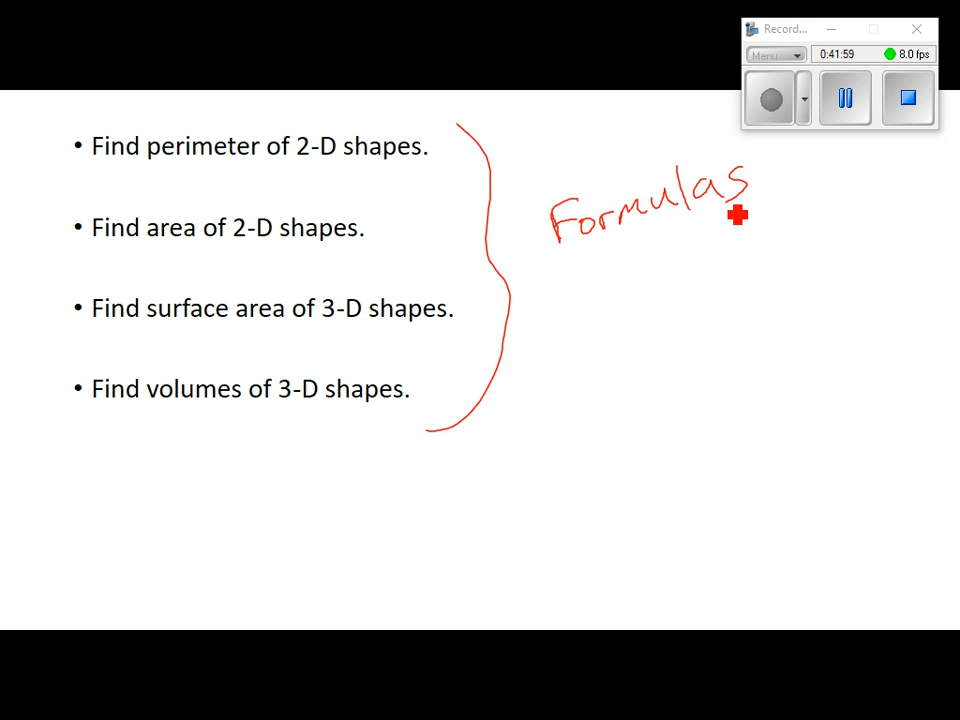 Record...
Menu
0:41:59
8.0 fps
• Find perimeter of 2-D shapes.
• Find area of 2-D shapes.
• Find surface area of 3-D shapes.
• Find volumes of 3-D shapes.
Formulas